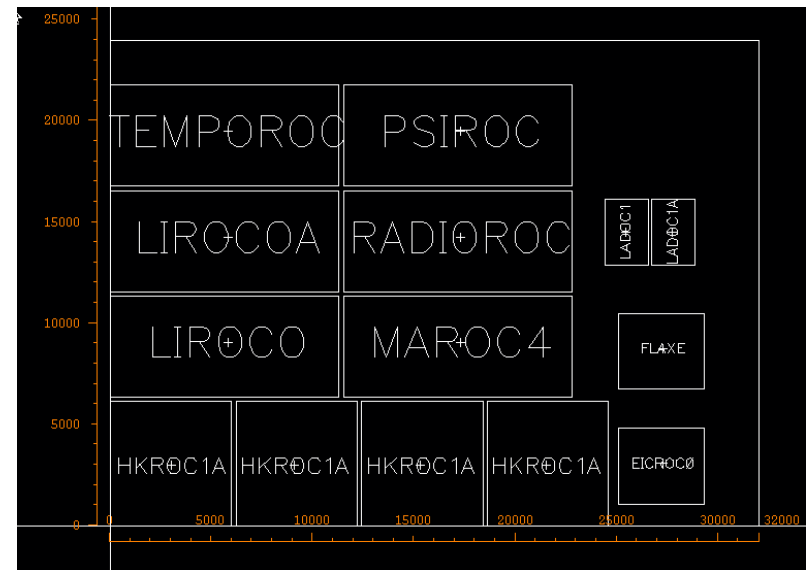 25000
20000
TEMPOROC PSIROC
15000
LIROCOA RADIOROC LADOC1 LADOC1A
10000
LIROCO MAROC4 FLAXE
5000
HKROC1A HKROC1A HKROC1A HKROC1A EICROC0
0
0 5000 10000 15000 20000 25000 30000 32000